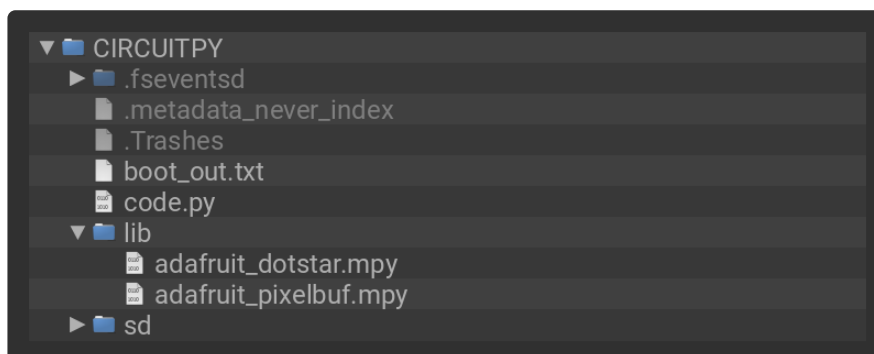 CIRCUITPY
.fseventsd
.metadata_never_index
.Trashes
boot_out.txt
code.py
lib
adafruit_dotstar.mpy
adafruit_pixelbuf.mpy
sd